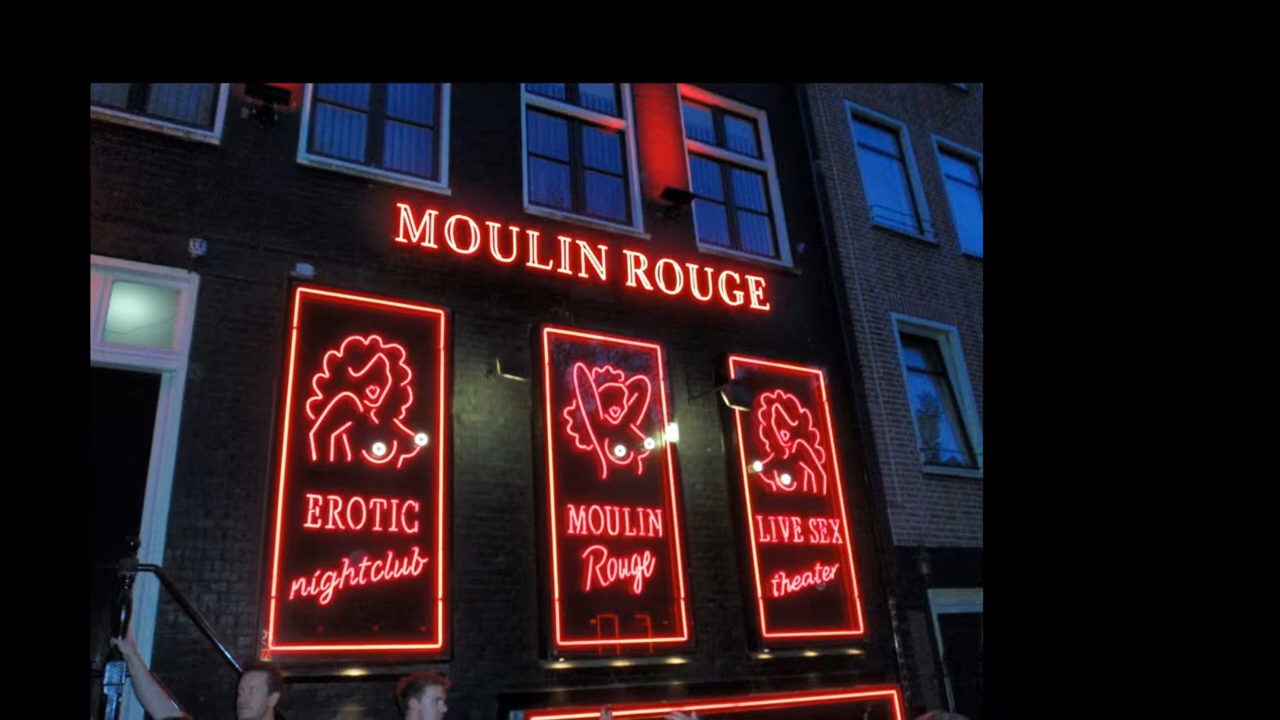 MOULIN ROUGE
EROTIC
nightclub
MOULIN
Rouge
LIVE SEX
theater